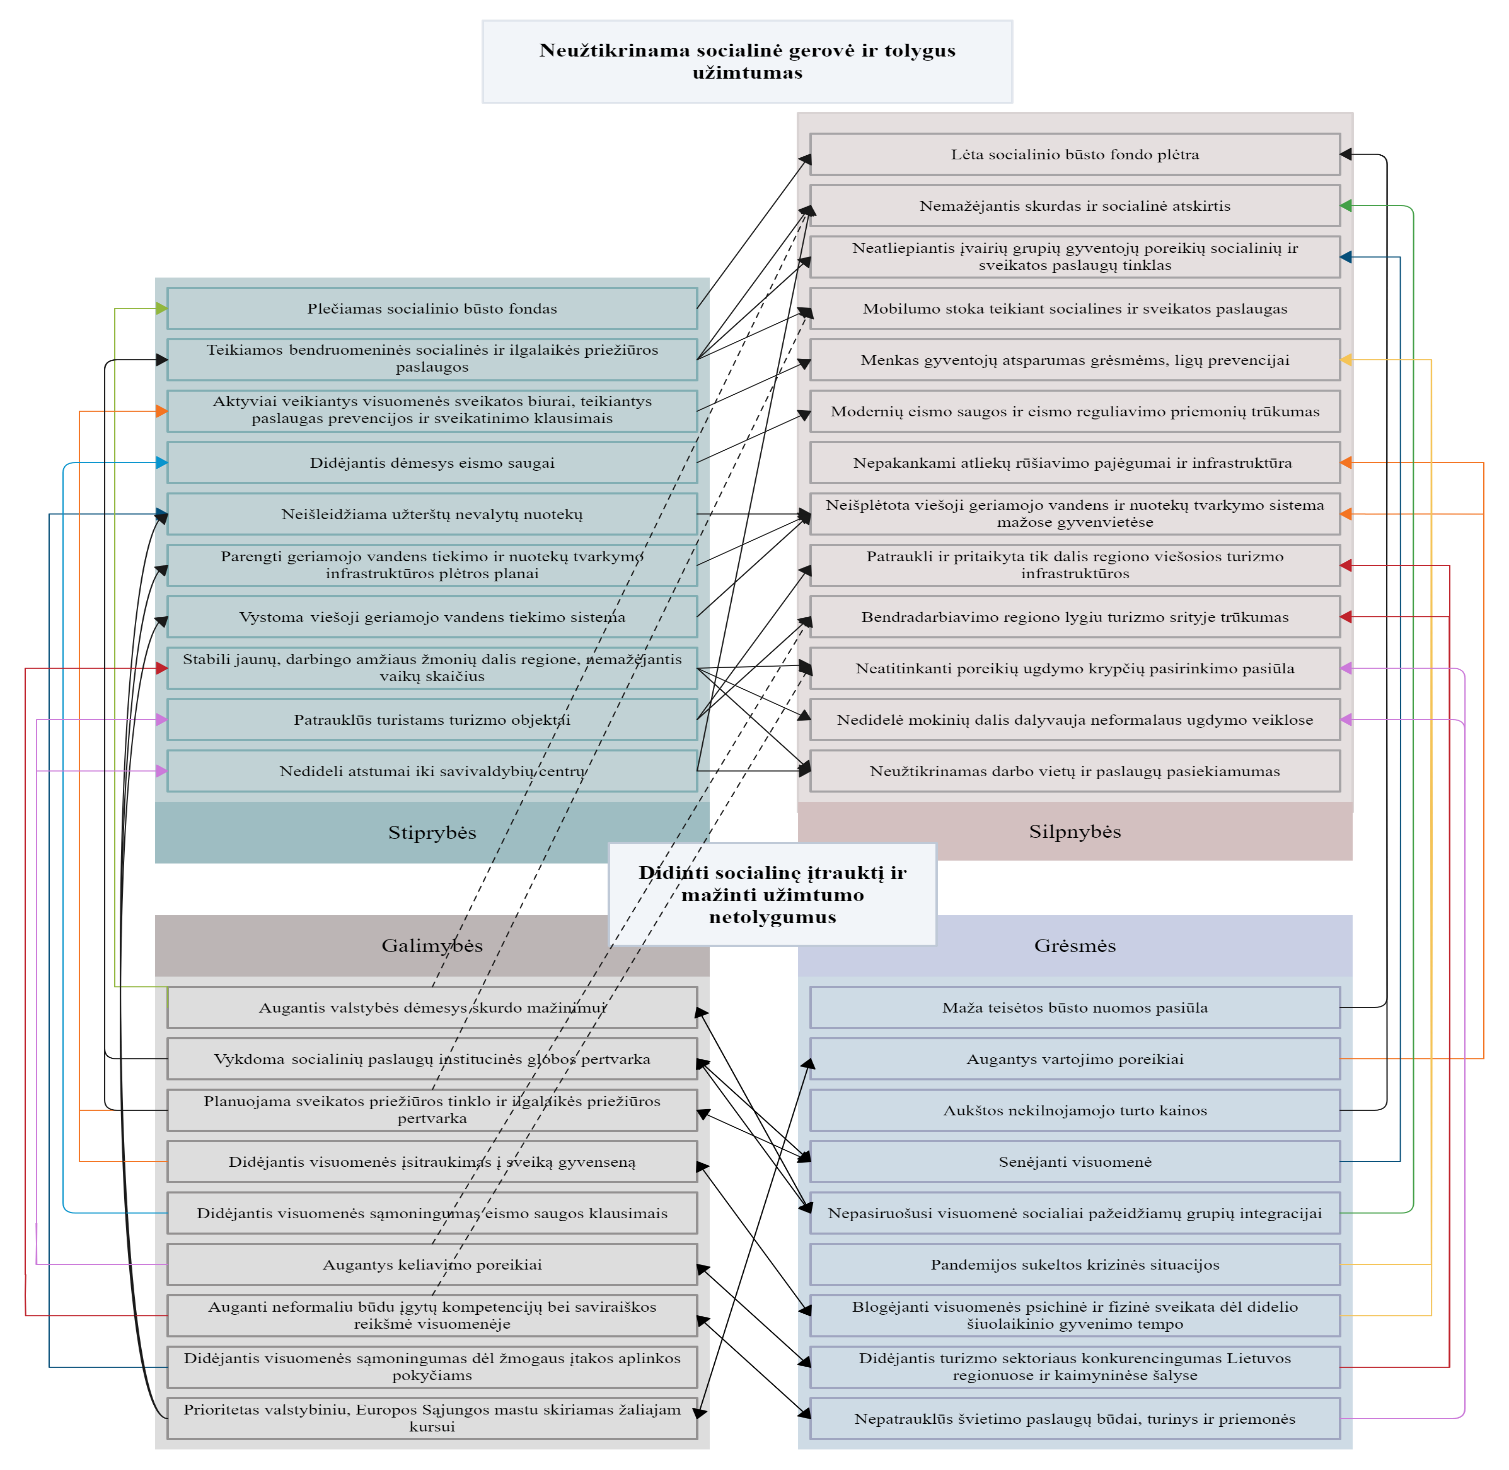 Neužtikrinama socialinė gerovė ir tolygus
užimtumas
Lėta socialinio būsto fondo plėtra
Nemažėjantis skurdas ir socialinė atskirtis
Neatliepiantis įvairių grupių gyventojų poreikių socialinių ir
sveikatos paslaugų tinklas
Mobilumo stoka teikiant socialines ir sveikatos paslaugas
Menkas gyventojų atsparumas grėsmėms, ligų prevencijai
Modernių eismo saugos ir eismo reguliavimo priemonių trūkumas
Nepakankami atliekų rūšiavimo pajėgumai ir infrastruktūra
Neišplėtota viešoji geriamojo vandens ir nuotekų tvarkymo sistema
mažose gyvenvietėse
Patraukli ir pritaikyta tik dalis regiono viešosios turizmo
infrastruktūros
Bendradarbiavimo regiono lygiu turizmo srityje trūkumas
Neatitinkanti poreikių ugdymo krypčių pasirinkimo pasiūla
Nedidelė mokinių dalis dalyvauja neformalaus ugdymo veiklose
Neužtikrinamas darbo vietų ir paslaugų pasiekiamumas
Silpnybės
Plečiamas socialinio būsto fondas
Teikiamos bendruomeninės socialinės ir ilgalaikės priežiūros
paslaugos
Aktyviai veikiantys visuomenės sveikatos biurai, teikiantys
paslaugas prevencijos ir sveikatinimo klausimais
Didėjantis dėmesys eismo saugai
Neišleidžiama užterštų nevalytų nuotekų
Parengti geriamojo vandens tiekimo ir nuotekų tvarkymo
infrastruktūros plėtros planai
Vystoma viešoji geriamojo vandens tiekimo sistema
Stabili jaunų, darbingo amžiaus žmonių dalis regione, nemažėjantis
vaikų skaičius
Patrauklūs turistams turizmo objektai
Nedideli atstumai iki savivaldybių centrų
Stiprybės
Didinti socialinę įtrauktį ir
mažinti užimtumo
netolygumus
Galimybės
Augantis valstybės dėmesys skurdo mažinimui
Vykdoma socialinių paslaugų institucinės globos pertvarka
Planuojama sveikatos priežiūros tinklo ir ilgalaikės priežiūros
pertvarka
Didėjantis visuomenės įsitraukimas į sveiką gyvenseną
Didėjantis visuomenės sąmoningumas eismo saugos klausimais
Augantys keliavimo poreikiai
Auganti neformaliu būdu įgytų kompetencijų bei saviraiškos
reikšmė visuomenėje
Didėjantis visuomenės sąmoningumas dėl žmogaus įtakos aplinkos
pokyčiams
Prioritetas valstybiniu, Europos Sąjungos mastu skiriamas žaliajam
kursui
Grėsmės
Maža teisėtos būsto nuomos pasiūla
Augantys vartojimo poreikiai
Aukštos nekilnojamojo turto kainos
Senėjanti visuomenė
Nepasiruošusi visuomenė socialiai pažeidžiamų grupių integracijai
Pandemijos sukeltos krizinės situacijos
Blogėjanti visuomenės psichinė ir fizinė sveikata dėl didelio
šiuolaikinio gyvenimo tempo
Didėjantis turizmo sektoriaus konkurencingumas Lietuvos
regionuose ir kaimyninėse šalyse
Nepatrauklūs švietimo paslaugų būdai, turinys ir priemonės